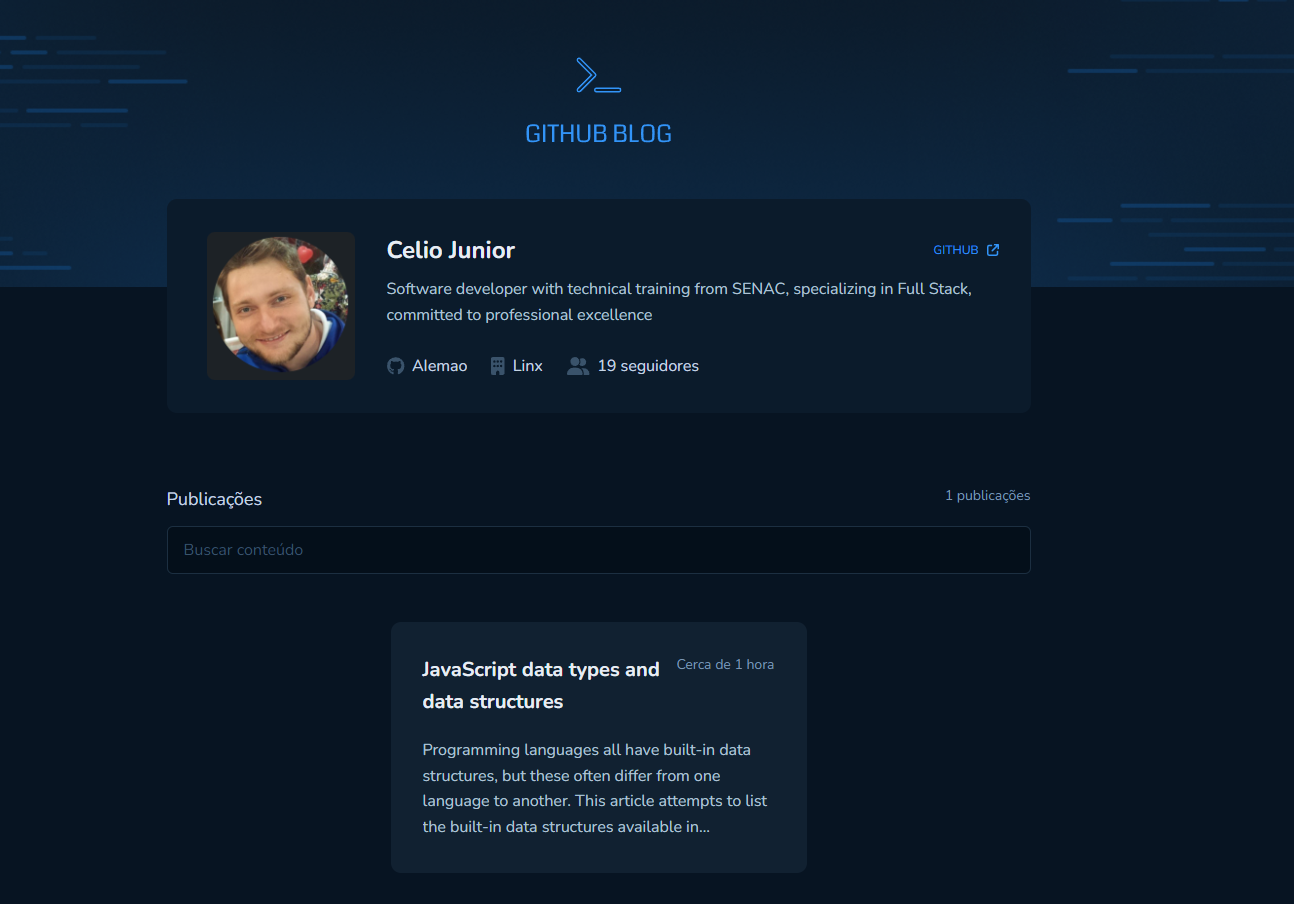 GITHUB BLOG
Celio Junior
GITHUB
Software developer with technical training from SENAC, specializing in Full Stack,
committed to professional excellence
Alemao
Linx
19 seguidores
Publicações
1 publicações
Buscar conteúdo
JavaScript data types and
data structures
Cerca de 1 hora
Programming languages all have built-in data
structures, but these often differ from one
language to another. This article attempts to list
the built-in data structures available in...